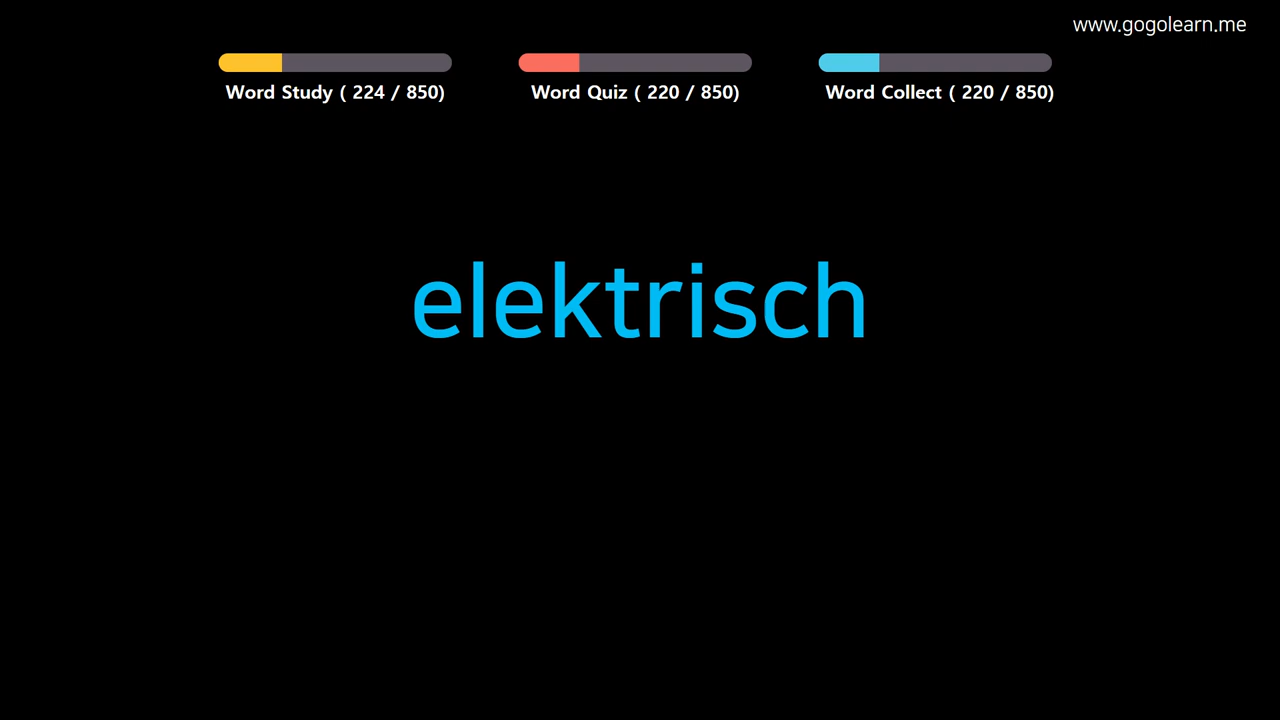 www.gogolearn.me
Word Study ( 224 / 850)
Word Quiz ( 220 / 850)
Word Collect ( 220 / 850)
elektrisch